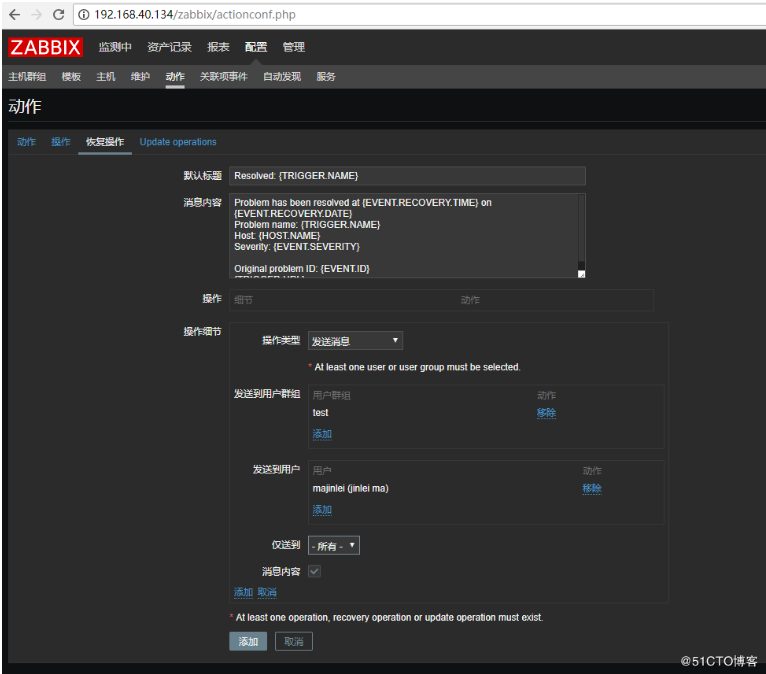 192.168.40.134/zabbix/actionconf.php
ZABBIX 监测中 资产记录 报表 配置 管理
主机群组 模板 主机 维护 动作 关联项事件 自动发现 服务
动作
动作 操作 恢复操作 Update operations
默认标题 Resolved: {TRIGGER.NAME}
消息内容 Problem has been resolved at {EVENT.RECOVERY.TIME} on
{EVENT.RECOVERY.DATE}
Problem name: {TRIGGER.NAME}
Host: {HOST.NAME}
Severity: {EVENT.SEVERITY}
Original problem ID: {EVENT.ID}
操作 细节 动作
操作细节
操作类型 发送消息
* At least one user or user group must be selected.
发送到用户群组 用户群组 动作
test 移除
添加
发送到用户 用户 动作
majinlei (jinlei ma) 移除
添加
仅送到 - 所有 -
消息内容
添加 取消
* At least one operation, recovery operation or update operation must exist.
添加 取消
@51CTO博客